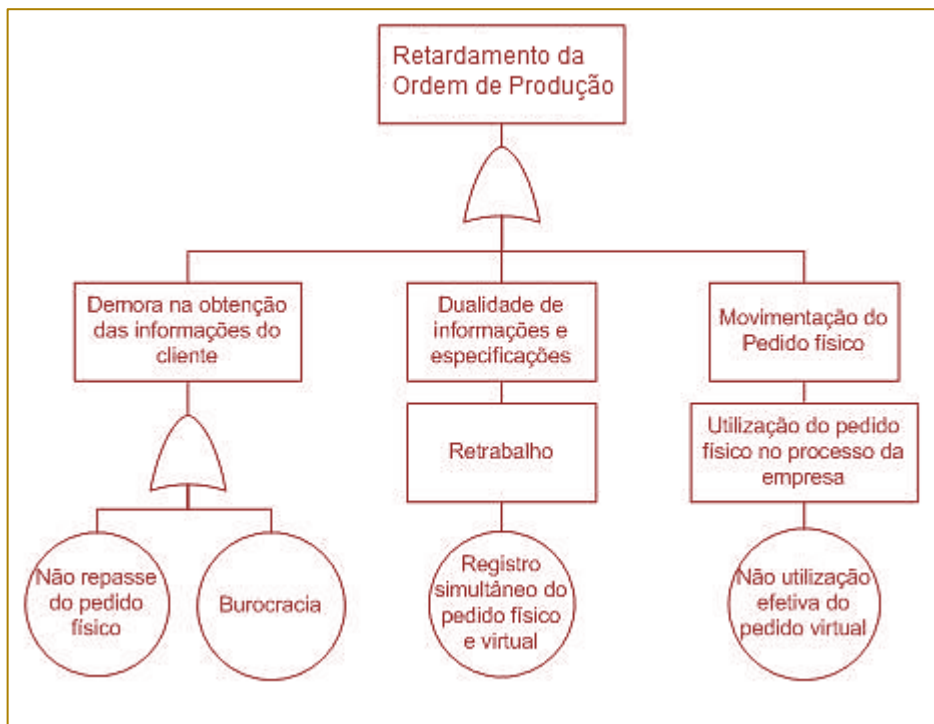 Retardamento da
Ordem de Produção
Demora na obtenção
das informações do
cliente
Dualidade de
informações e
especificações
Movimentação do
Pedido físico
Retrabalho
Utilização do pedido
físico no processo da
empresa
Não repasse
do pedido
físico
Burocracia
Registro
simultâneo do
pedido físico
e virtual
Não utilização
efetiva do
pedido virtual